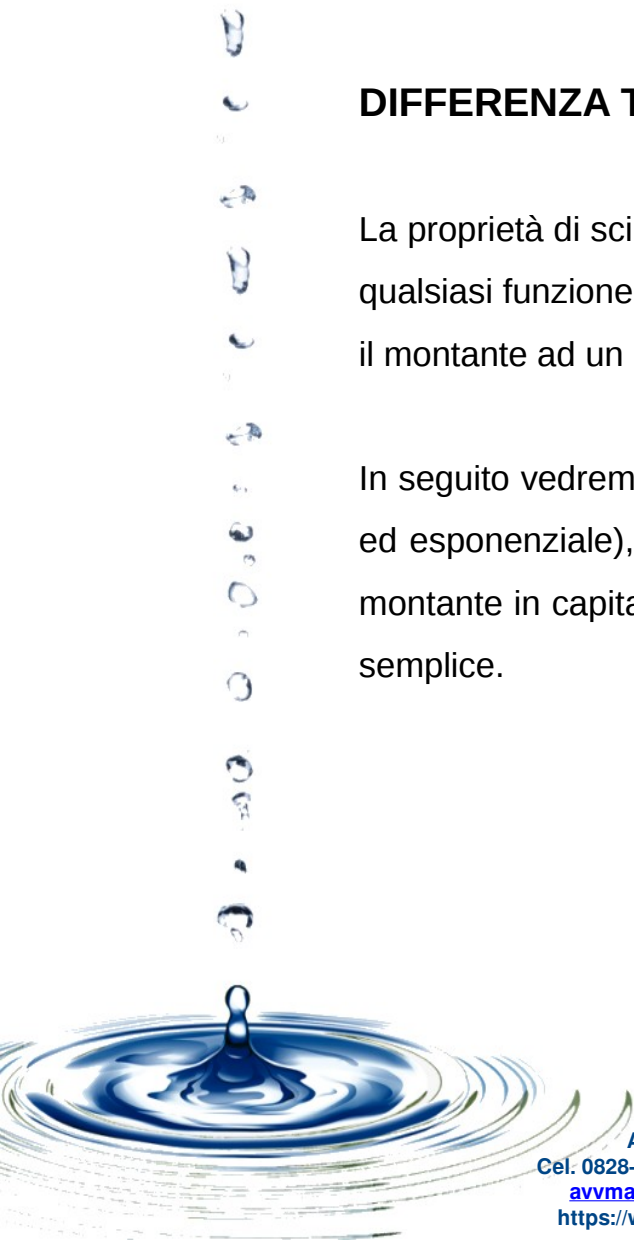 DIFFERENZA T
La proprietà di sci
qualsiasi funzione
il montante ad un
In seguito vedrem
ed esponenziale),
montante in capita
semplice.
A
Cel. 0828-
avvma
https://w